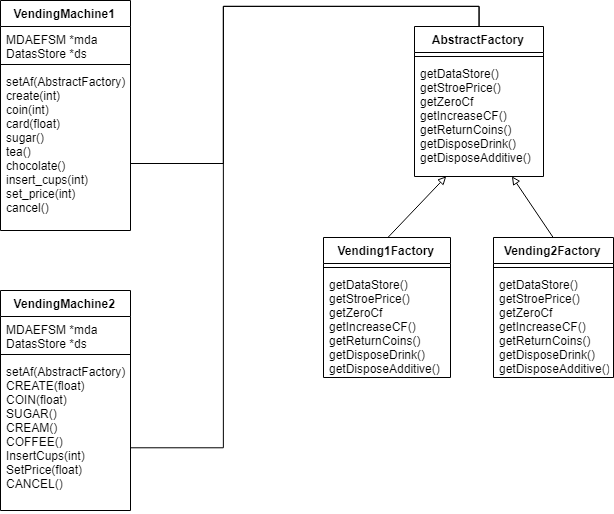 VendingMachine1
MDAEFSM *mda
DatasStore *ds
setAf(AbstractFactory)
create(int)
coin(int)
card(float)
sugar()
tea()
chocolate()
insert_cups(int)
set_price(int)
cancel()
AbstractFactory
getDataStore()
getStroePrice()
getZeroCf
getIncreaseCF()
getReturnCoins()
getDisposeDrink()
getDisposeAdditive()
Vending1Factory
getDataStore()
getStroePrice()
getZeroCf
getIncreaseCF()
getReturnCoins()
getDisposeDrink()
getDisposeAdditive()
Vending2Factory
getDataStore()
getStroePrice()
getZeroCf
getIncreaseCF()
getReturnCoins()
getDisposeDrink()
getDisposeAdditive()
VendingMachine2
MDAEFSM *mda
DatasStore *ds
setAf(AbstractFactory)
CREATE(float)
COIN(float)
SUGAR()
CREAM()
COFFEE()
InsertCups(int)
SetPrice(float)
CANCEL()